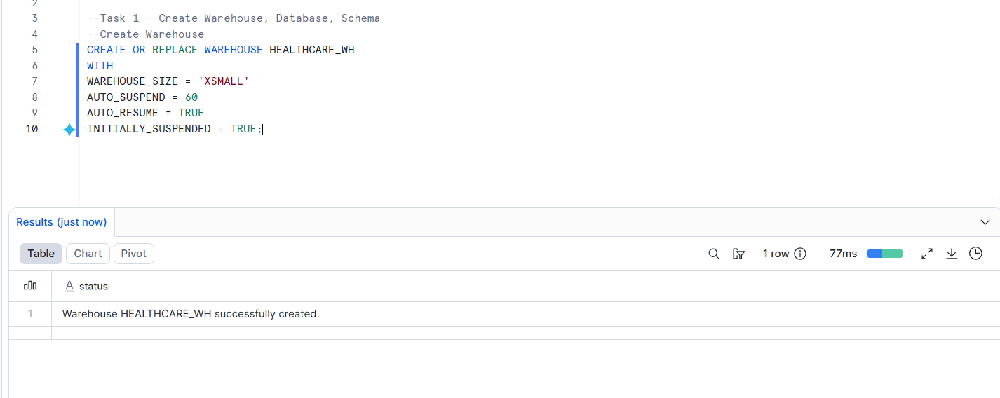 2
3 --Task 1 – Create Warehouse, Database, Schema
4 --Create Warehouse
5 CREATE OR REPLACE WAREHOUSE HEALTHCARE_WH
6 WITH
7 WAREHOUSE_SIZE = 'XSMALL'
8 AUTO_SUSPEND = 60
9 AUTO_RESUME = TRUE
10 INITIALLY_SUSPENDED = TRUE;
Results (just now)
Table Chart Pivot 1 row 77ms
A status
1 Warehouse HEALTHCARE_WH successfully created.